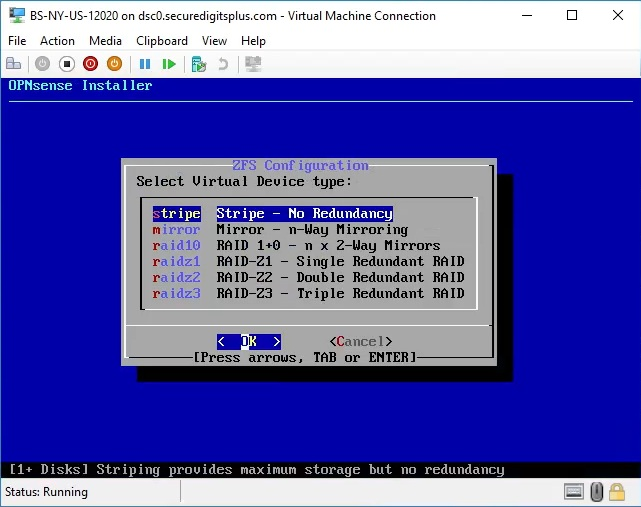 BS-NY-US-12020 on dsc0.securedigitsplus.com - Virtual Machine Connection
File Action Media Clipboard View Help
OPNsense Installer
ZFS Configuration
Select Virtual Device type:
stripe Stripe - No Redundancy
mirror Mirror - n-Way Mirroring
raid10 RAID 1+0 - n x 2-Way Mirrors
raidz1 RAID-Z1 - Single Redundant RAID
raidz2 RAID-Z2 - Double Redundant RAID
raidz3 RAID-Z3 - Triple Redundant RAID
< OK > <Cancel>
[Press arrows, TAB or ENTER]
[1+ Disks] Striping provides maximum storage but no redundancy
Status: Running